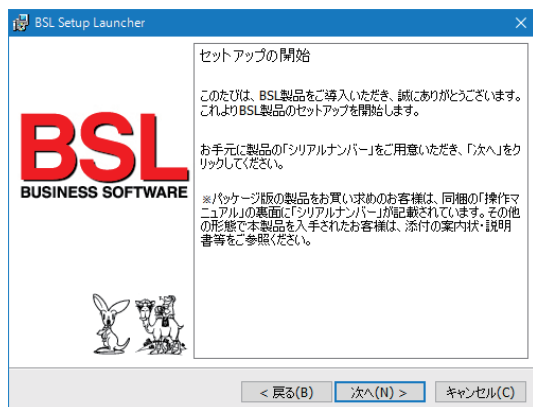 BSL Setup Launcher
セットアップの開始
このたびは、BSL製品をご導入いただき、誠にありがとうございます。
これよりBSL製品のセットアップを開始します。
お手元に製品の「シリアルナンバー」をご用意いただき、「次へ」をク
リックしてください。
BSL
BUSINESS SOFTWARE
※パッケージ版の製品をお買い求めのお客様は、同梱の「操作マ
ニュアル」の裏面に「シリアルナンバー」が記載されています。その他
の形態で本製品を入手されたお客様は、添付の案内状・説明
書等をご参照ください。
< 戻る(B)
次へ(N) >
キャンセル(C)